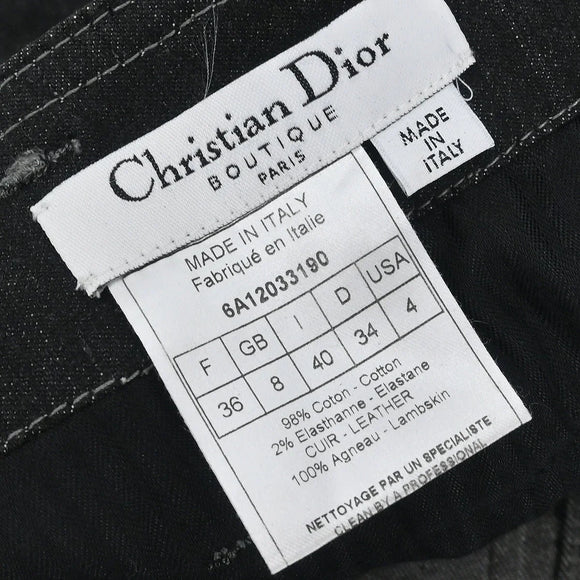 Christian Dior
BOUTIQUE
PARIS
MADE IN ITALY
MADE IN ITALY
Fabriqué en Italie
6A12033190
F GB I D USA
36 8 40 34 4
98% Coton - Cotton
2% Elasthanne - Elastane
CUIR - LEATHER
100% Agneau - Lambskin
NETTOYAGE PAR UN SPECIALISTE
CLEAN BY A PROFESSIONAL